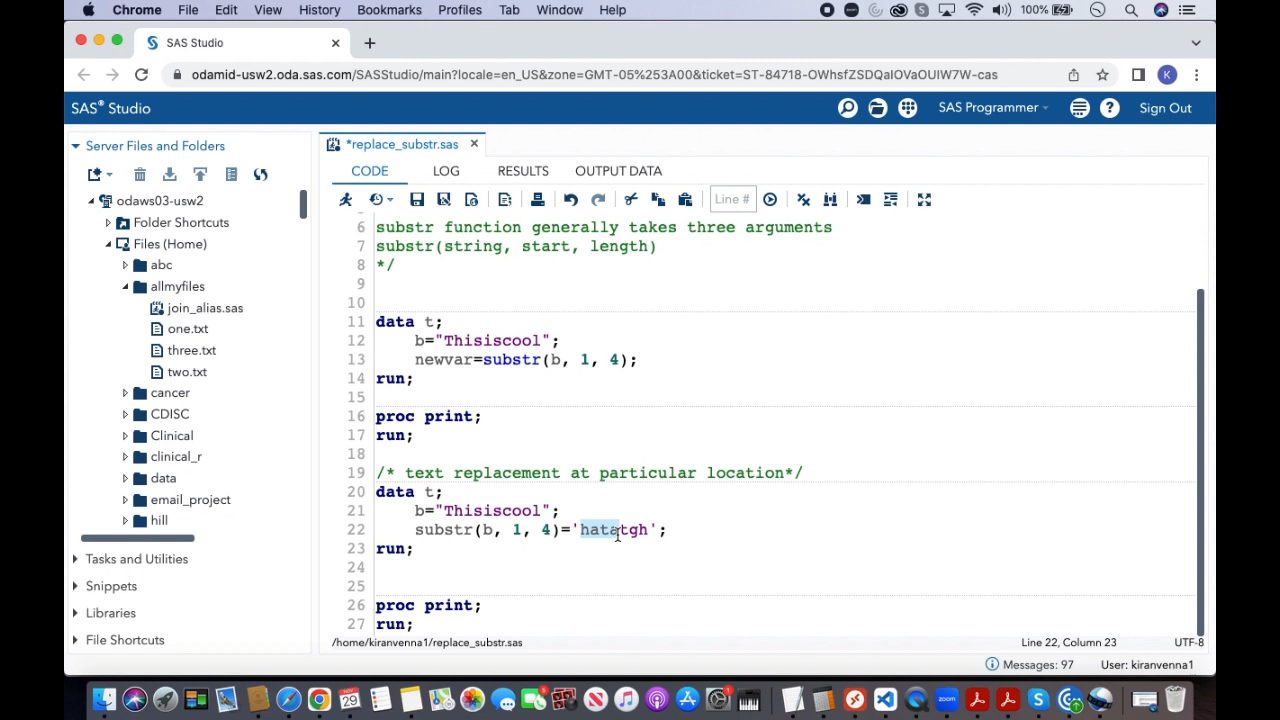 Chrome File Edit View History Bookmarks Profiles Tab Window Help 100%
SAS Studio
odamid-usw2.oda.sas.com/SASStudio/main?locale=en_US&zone=GMT-05%253A00&ticket=ST-84718-OWhsfZSDQaIOVaOUIW7W-cas K
SAS® Studio SAS Programmer Sign Out
Server Files and Folders
odaws03-usw2
Folder Shortcuts
Files (Home)
abc
allmyfiles
join_alias.sas
one.txt
three.txt
two.txt
cancer
CDISC
Clinical
clinical_r
data
email_project
hill
Tasks and Utilities
Snippets
Libraries
File Shortcuts
*replace_substr.sas
CODE LOG RESULTS OUTPUT DATA
Line #
6 substr function generally takes three arguments
7 substr(string, start, length)
8 */
9
10
11 data t;
12 b="Thisiscool";
13 newvar=substr(b, 1, 4);
14 run;
15
16 proc print;
17 run;
18
19 /* text replacement at particular location*/
20 data t;
21 b="Thisiscool";
22 substr(b, 1, 4)='hatatgh';
23 run;
24
25
26 proc print;
27 run;
/home/kiranvenna1/replace_substr.sas Line 22, Column 23 UTF-8
Messages: 97 User: kiranvenna1